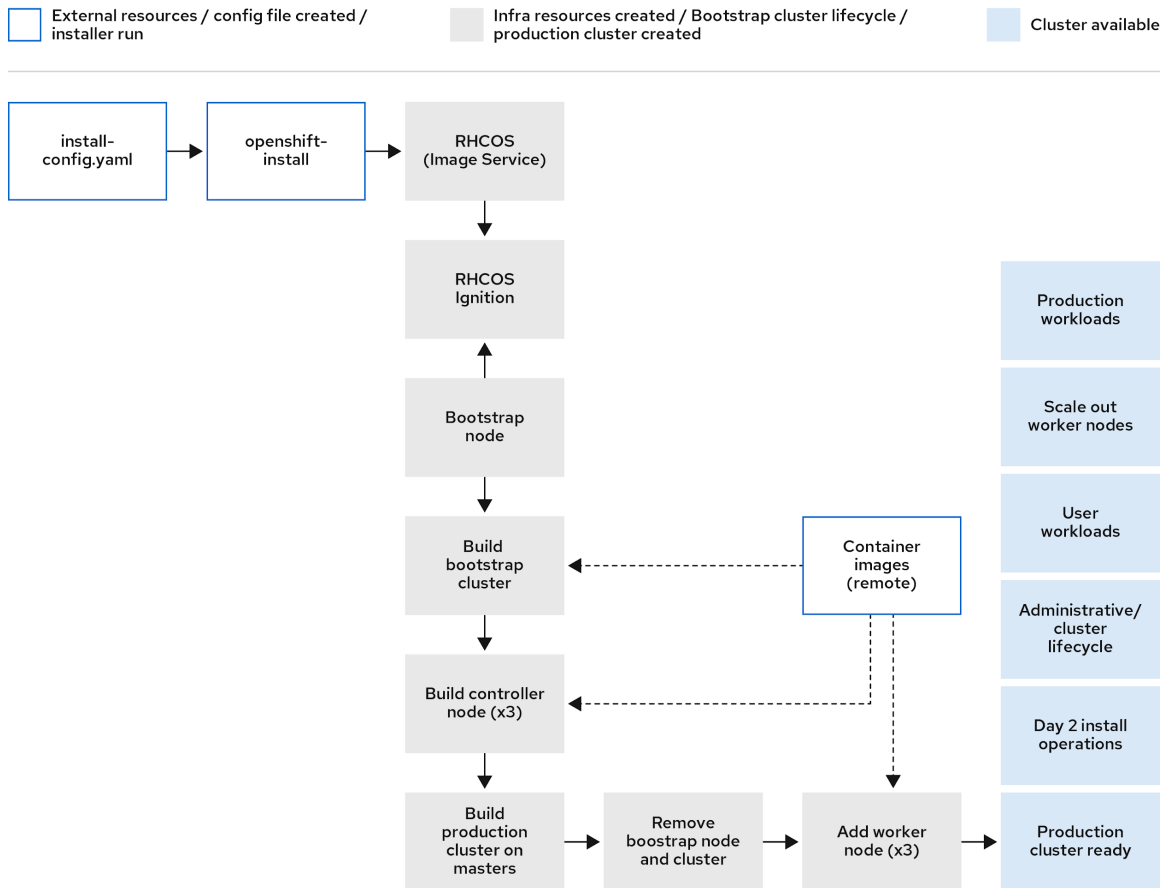 External resources / config file created /
installer run
Infra resources created / Bootstrap cluster lifecycle /
production cluster created
Cluster available
install-
config.yaml
openshift-
install
RHCOS
(Image Service)
RHCOS
Ignition
Bootstrap
node
Build
bootstrap
cluster
Container
images
(remote)
Build controller
node (x3)
Build
production
cluster on
masters
Remove
boostrap node
and cluster
Add worker
node (x3)
Production
workloads
Scale out
worker nodes
User
workloads
Administrative/
cluster
lifecycle
Day 2 install
operations
Production
cluster ready